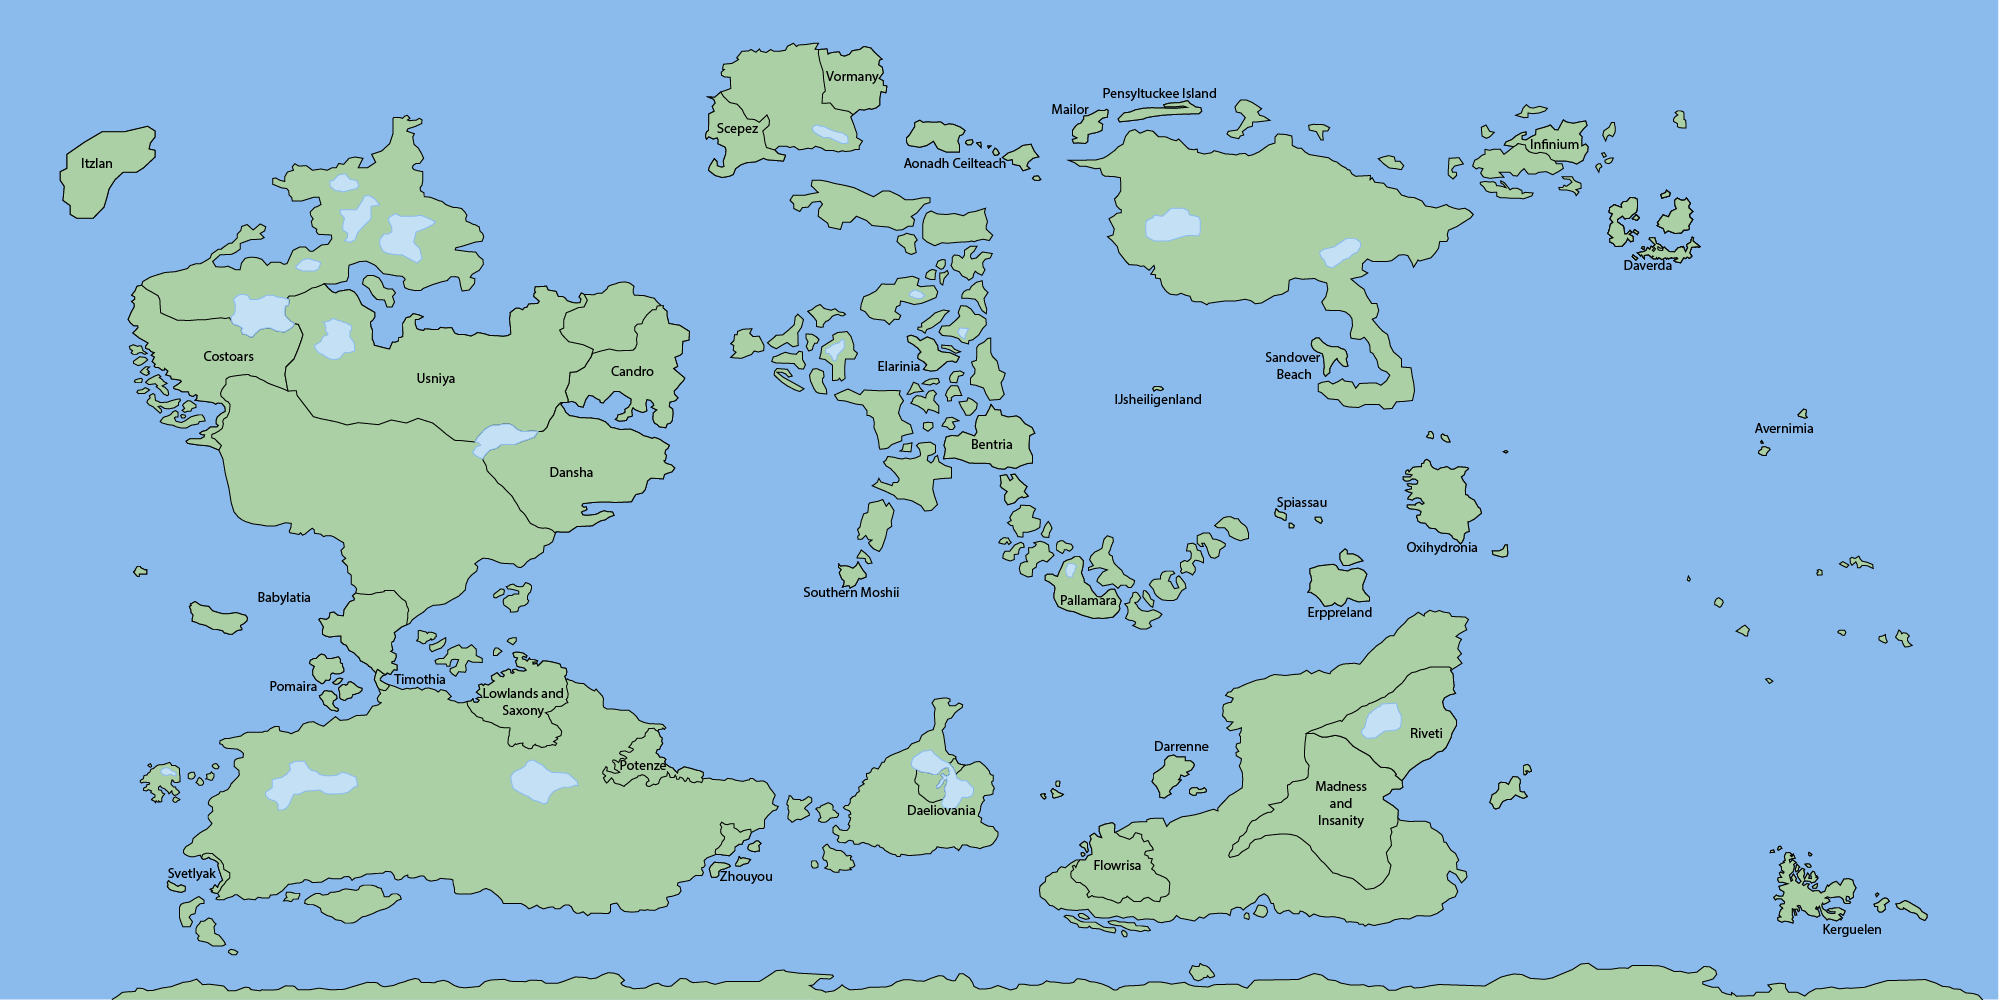 Vormany
Pensyltuckee Island
Mailor
Scepez
Aonadh Ceilteach
Infinium
Itzlan
Daverda
Costoars
Usniya
Candro
Elarinia
Sandover
Beach
IJsheiligenland
Avernimia
Bentria
Dansha
Spiassau
Oxihydronia
Southern Moshii
Pallamara
Erppreland
Babylatia
Timothia
Pomaira
Lowlands and
Saxony
Riveti
Darrenne
Potenze
Madness
and
Insanity
Daeliovania
Flowrisa
Svetlyak
Zhouyou
Kerguelen